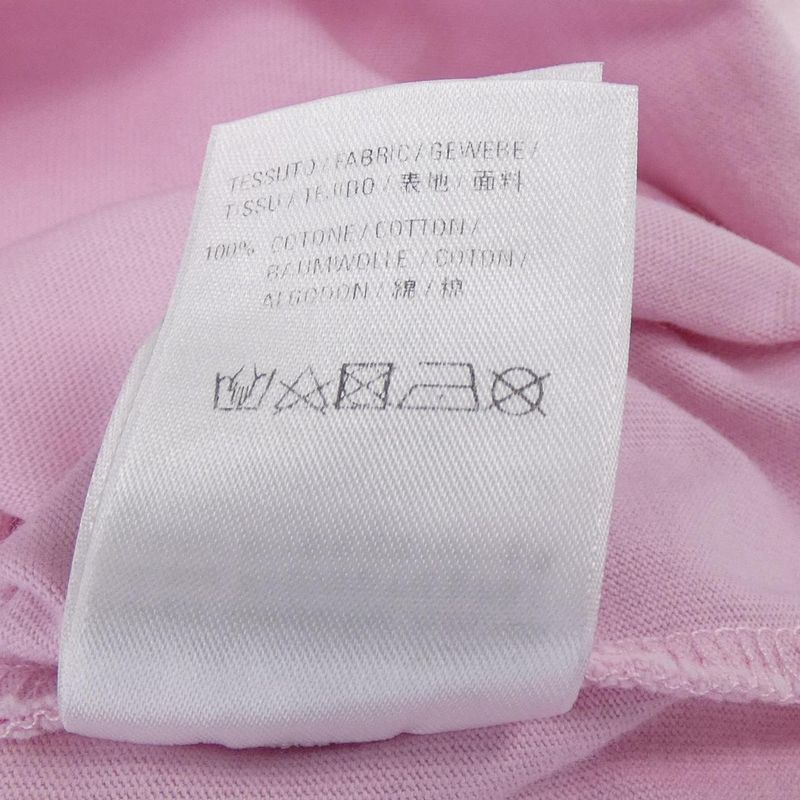 TESSUTO / FABRIC / GEWEBE /
TISSU / TEJIDO / 表地 / 面料
100% COTONE / COTTON /
BAUMWOLLE / COTON /
ALGODON / 綿 / 棉